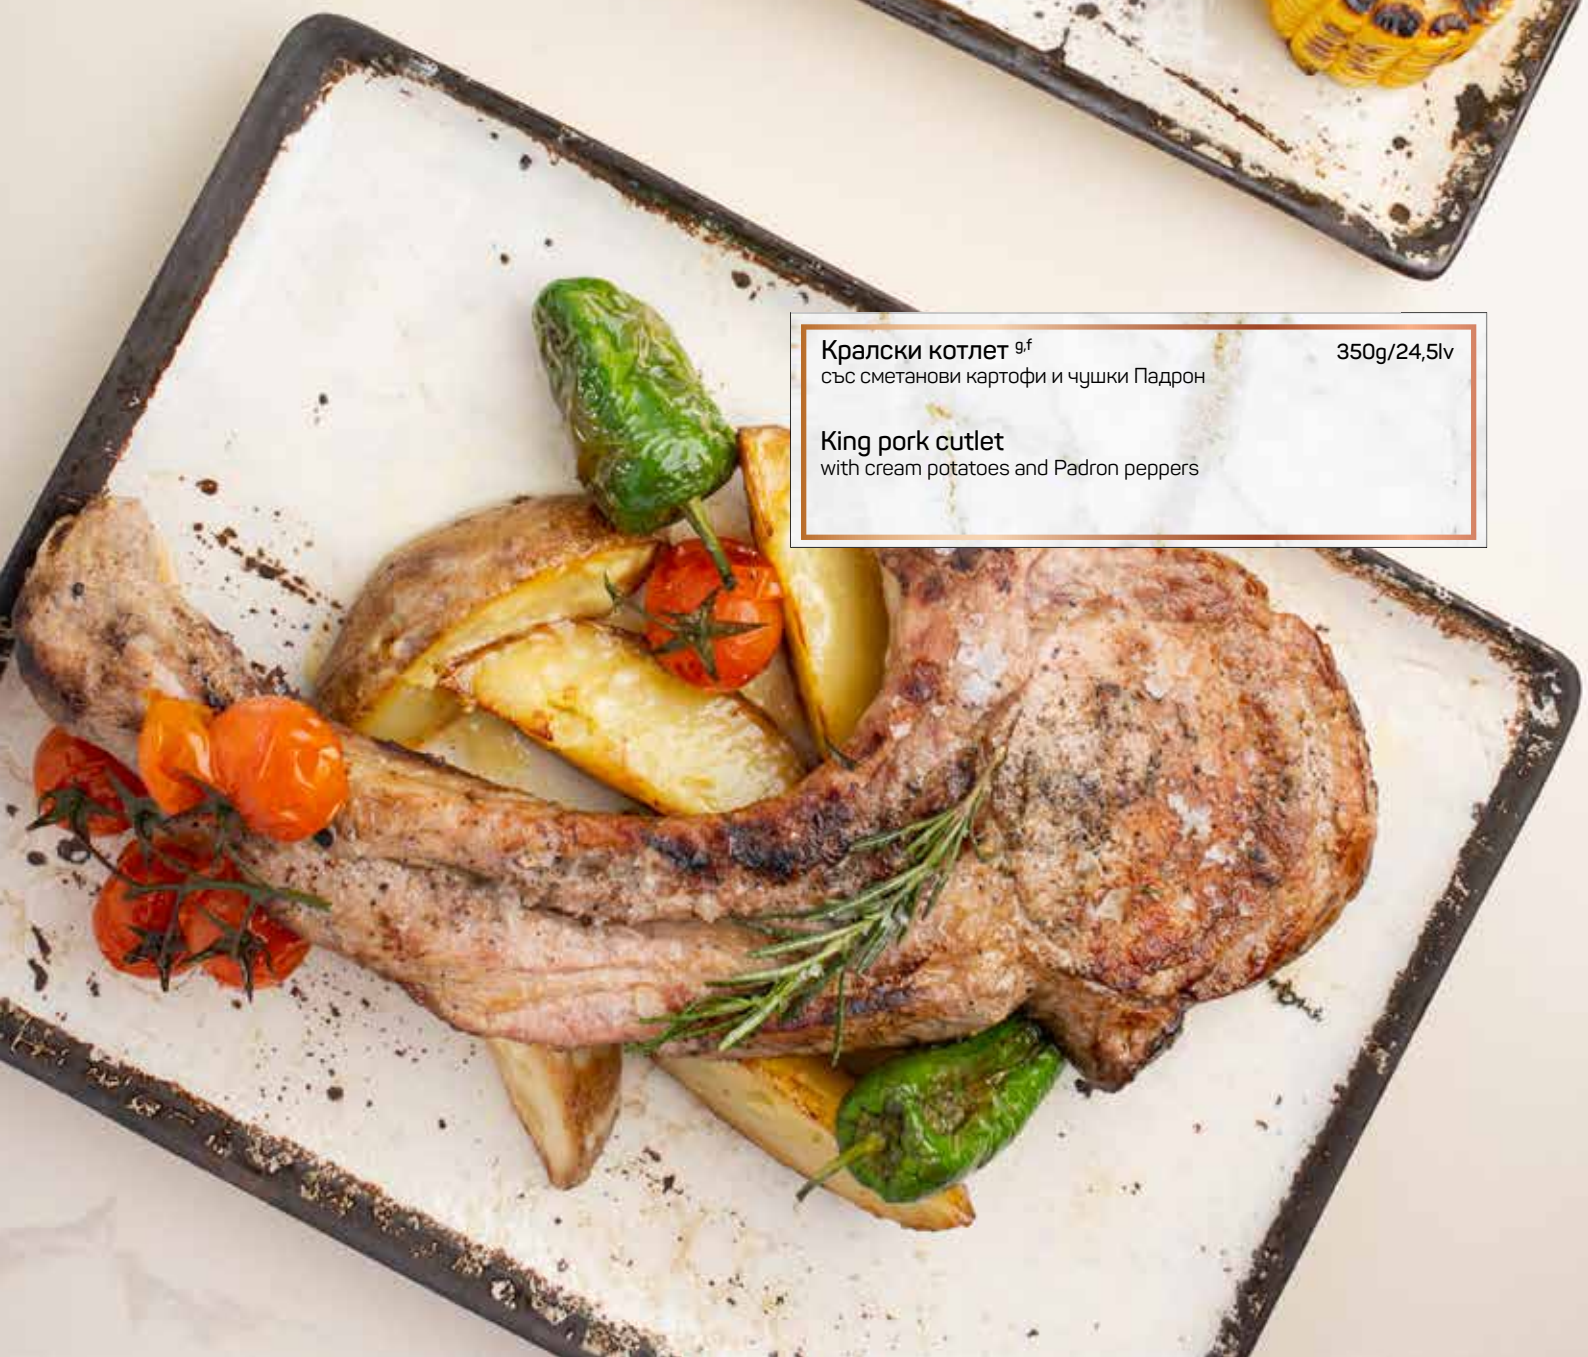 Кралски котлет g,f 350g/24,5lv
със сметанови картофи и чушки Падрон
King pork cutlet
with cream potatoes and Padron peppers